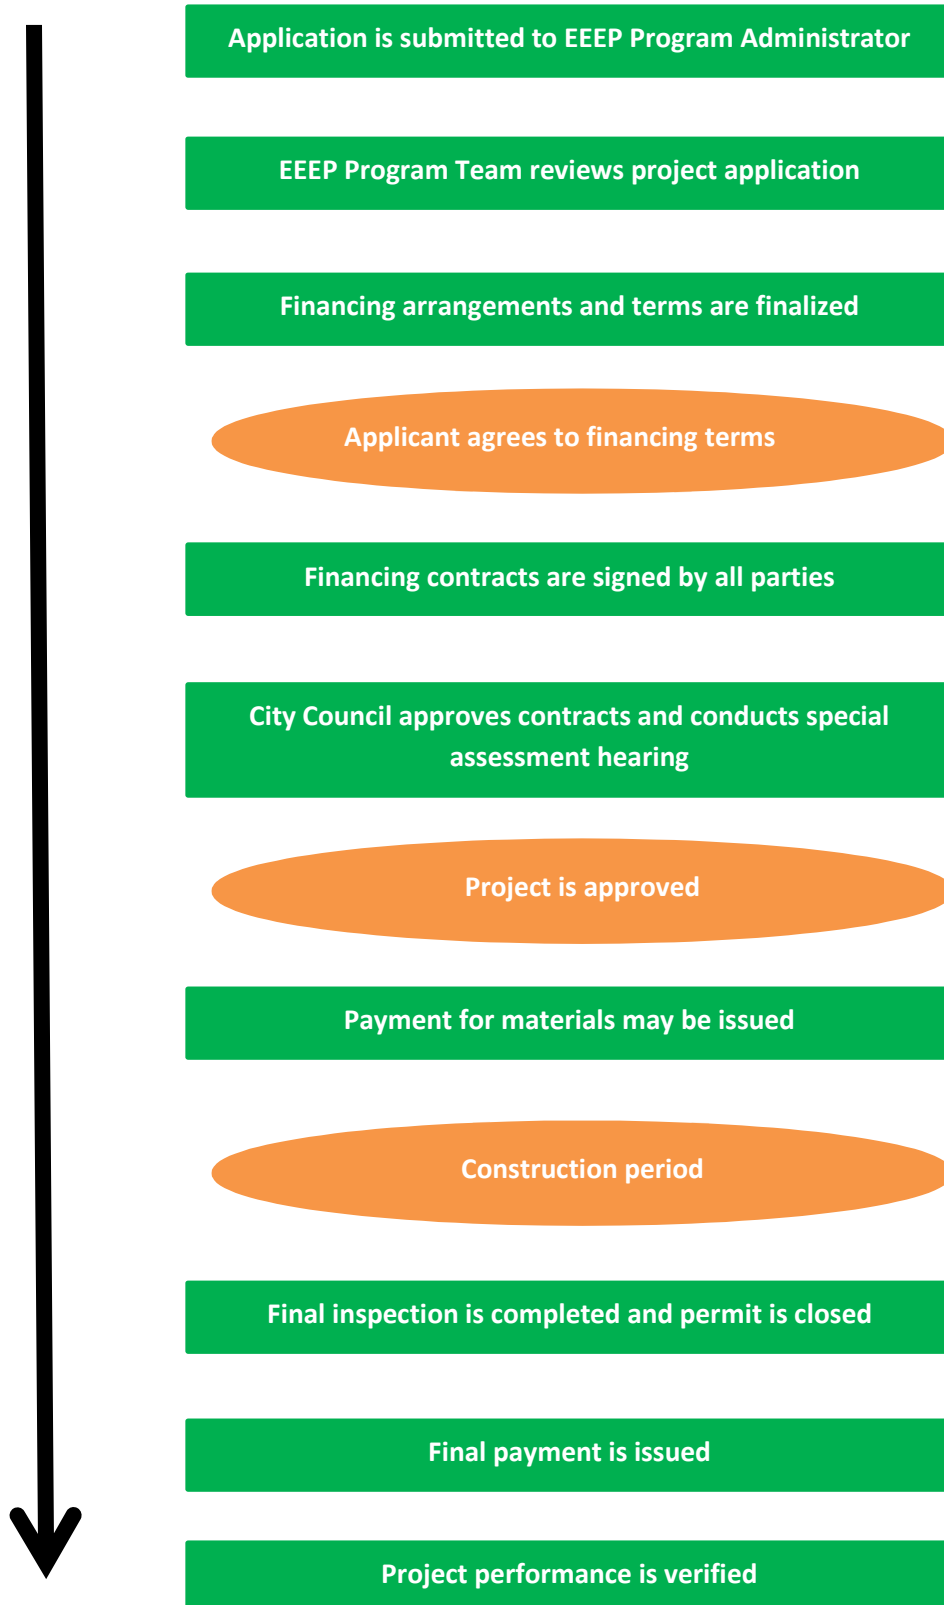 Application is submitted to EEEP Program Administrator
EEEP Program Team reviews project application
Financing arrangements and terms are finalized
Applicant agrees to financing terms
Financing contracts are signed by all parties
City Council approves contracts and conducts special
assessment hearing
Project is approved
Payment for materials may be issued
Construction period
Final inspection is completed and permit is closed
Final payment is issued
Project performance is verified